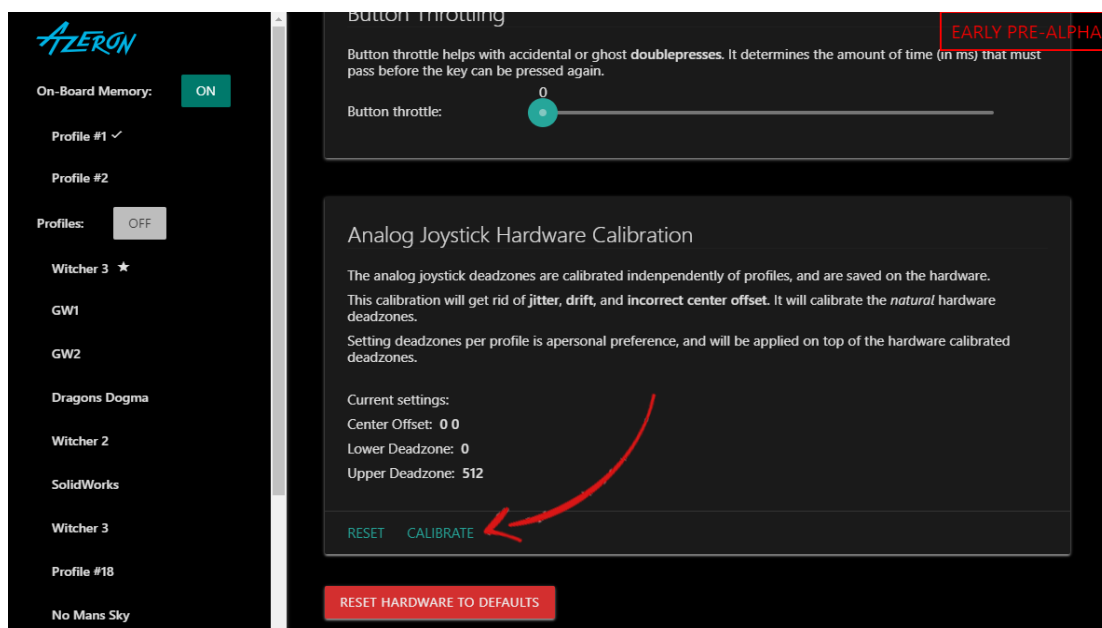 AZERON
On-Board Memory: ON
Profile #1
Profile #2
Profiles: OFF
Witcher 3
GW1
GW2
Dragons Dogma
Witcher 2
SolidWorks
Witcher 3
Profile #18
No Mans Sky
Button Throttling
EARLY PRE-ALPHA
Button throttle helps with accidental or ghost doublepresses. It determines the amount of time (in ms) that must
pass before the key can be pressed again.
0
Button throttle:
Analog Joystick Hardware Calibration
The analog joystick deadzones are calibrated indenpendently of profiles, and are saved on the hardware.
This calibration will get rid of jitter, drift, and incorrect center offset. It will calibrate the natural hardware
deadzones.
Setting deadzones per profile is apersonal preference, and will be applied on top of the hardware calibrated
deadzones.
Current settings:
Center Offset: 0 0
Lower Deadzone: 0
Upper Deadzone: 512
RESET CALIBRATE
RESET HARDWARE TO DEFAULTS